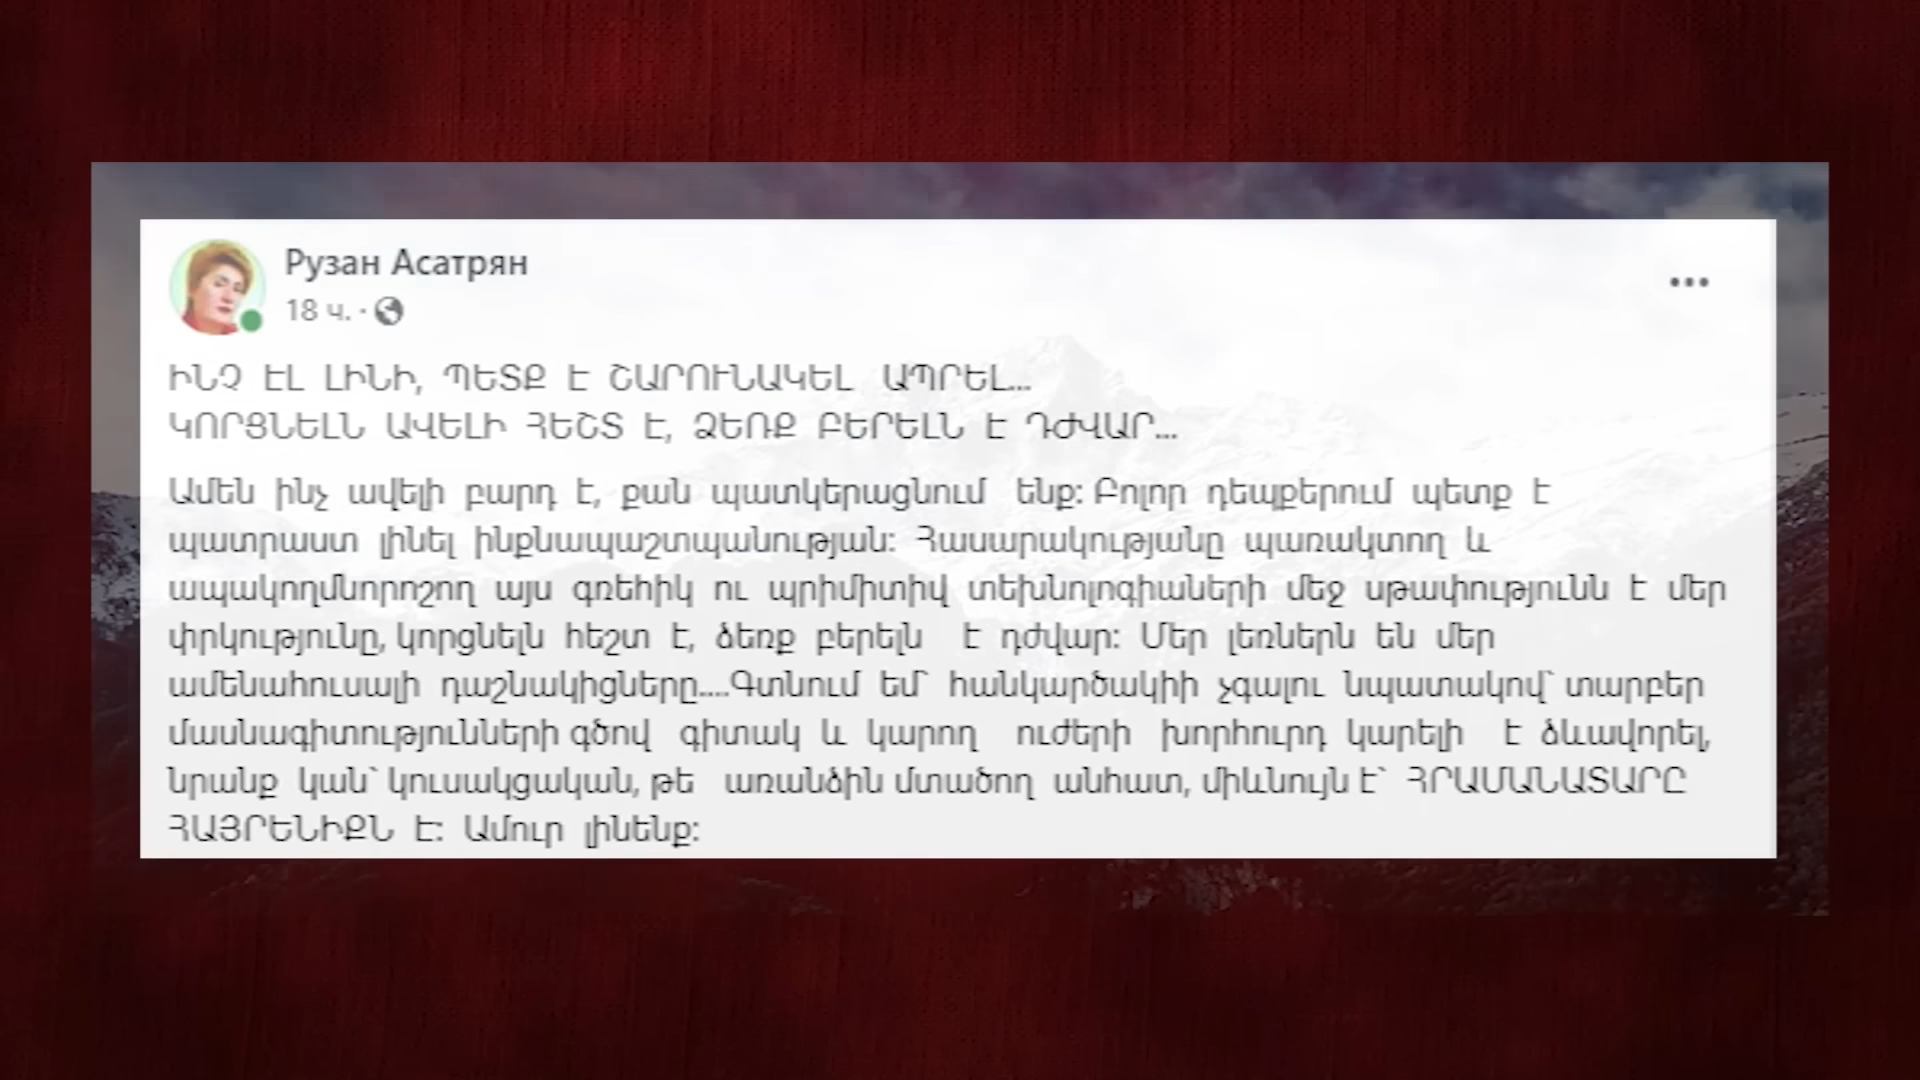 Рузан Асатрян
18 ч. ·
ԻՆՉ ԷԼ ԼԻՆԻ, ՊԵՏՔ Է ՇԱՐՈՒՆԱԿԵԼ ԱՊՐԵԼ...
ԿՈՐՑՆԵԼՆ ԱՎԵԼԻ ՀԵՇՏ Է, ՁԵՌՔ ԲԵՐԵԼՆ Է ԴԺՎԱՐ...
Ամեն ինչ ավելի բարդ է, քան պատկերացնում ենք: Բոլոր դեպքերում պետք է
պատրաստ լինել ինքնապաշտպանության: Հասարակությանը պառակտող և
ապակողմնորոշող այս գռեհիկ ու պրիմիտիվ տեխնոլոգիաների մեջ սթափությունն է մեր
փրկությունը, կորցնելն հեշտ է, ձեռք բերելն է դժվար: Մեր լեռներն են մեր
ամենահուսալի դաշնակիցները....Գտնում եմ՝ հանկարծակիի չգալու նպատակով՝ տարբեր
մասնագիտությունների գծով գիտակ և կարող ուժերի խորհուրդ կարելի է ձևավորել,
նրանք կան՝ կուսակցական, թե առանձին մտածող անհատ, միևնույն է՝ ՀՐԱՄԱՆԱՏԱՐԸ
ՀԱՅՐԵՆԻՔՆ Է: Ամուր լինենք: